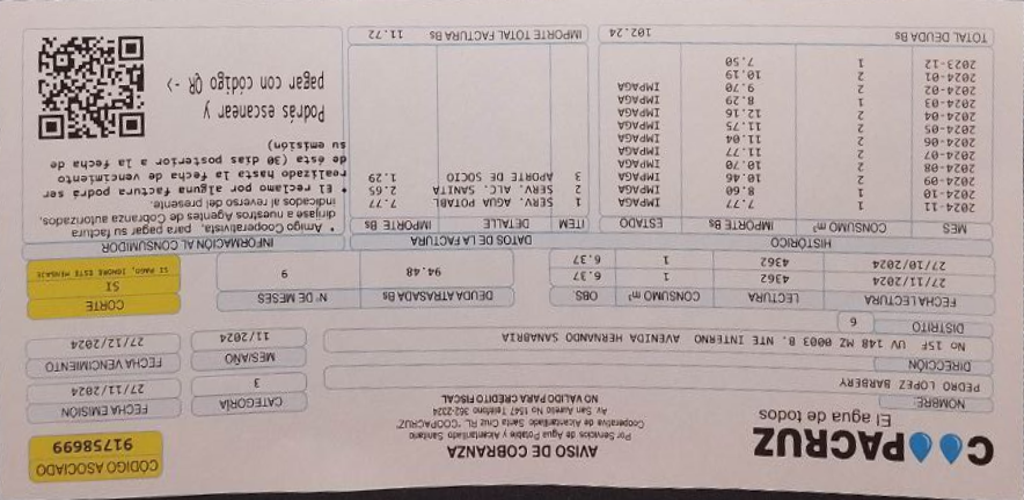 COOPACRUZ
El agua de todos
AVISO DE COBRANZA
Por Servicios de Agua Potable y Alcantarillado Sanitario
Cooperativa de Alcantarillado Santa Cruz RL. "COOPACRUZ"
Av. San Aurelio No 1547 Teléfono 362-2324
NO VALIDO PARA CRÉDITO FISCAL
CÓDIGO ASOCIADO
91758699
NOMBRE:
PEDRO LOPEZ BARBERY
CATEGORÍA
3
FECHA EMISIÓN
27/11/2024
DIRECCIÓN
No 15F UV 148 MZ 0003 B. NTE INTERNO AVENIDA HERNANDO SANABRIA
MES/AÑO
11/2024
FECHA VENCIMIENTO
27/12/2024
DISTRITO 6
FECHA LECTURA LECTURA CONSUMO m³ OBS
27/11/2024 4362 1 6.37
27/10/2024 4362 1 6.37
DEUDA ATRASADA Bs Nº DE MESES
94.48 9
CORTE
SI
SI PAGO, IGNORE ESTE MENSAJE
HISTÓRICO
MES CONSUMO m³ IMPORTE Bs ESTADO
2024-11 1 7.77 IMPAGA
2024-10 1 8.60 IMPAGA
2024-09 2 10.46 IMPAGA
2024-08 2 10.70 IMPAGA
2024-07 2 11.77 IMPAGA
2024-06 2 11.04 IMPAGA
2024-05 2 11.75 IMPAGA
2024-04 2 12.16 IMPAGA
2024-03 1 8.29 IMPAGA
2024-02 2 9.70 IMPAGA
2024-01 2 10.19
2023-12 1 7.50
TOTAL DEUDA Bs 102.24
DATOS DE LA FACTURA
ITEM DETALLE IMPORTE Bs
1 SERV. AGUA POTABL 7.77
2 SERV. ALC. SANITA 2.65
3 APORTE DE SOCIO 1.29
IMPORTE TOTAL FACTURA Bs 11.72
INFORMACIÓN AL CONSUMIDOR
* Amigo Cooperativista, para pagar su factura
dirijase a nuestros Agentes de Cobranza autorizados,
indicados al reverso del presente.
* El reclamo por alguna factura podrá ser
realizado hasta la fecha de vencimiento
de ésta (30 días posterior a la fecha de
su emisión)
Podrás escanear y
pagar con código QR ->